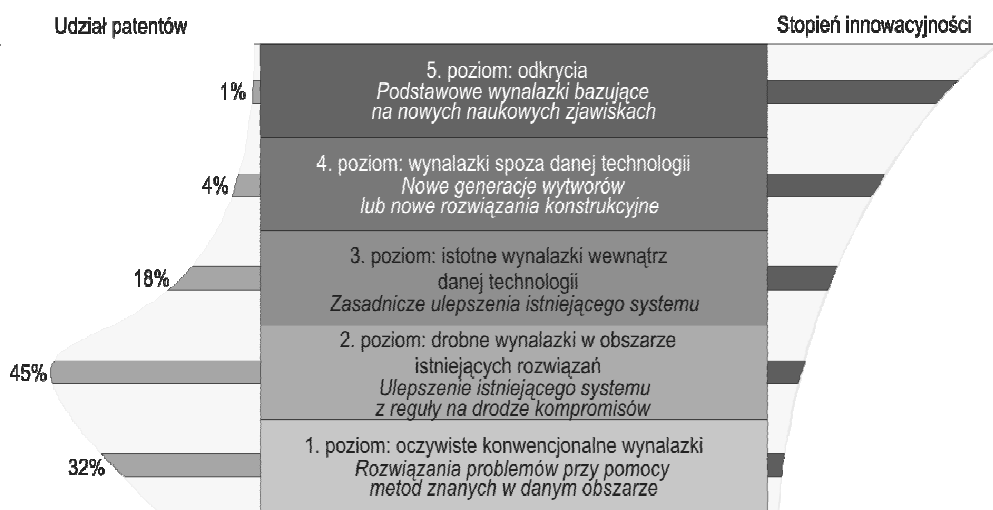 Udział patentów
Stopień innowacyjności
1%
5. poziom: odkrycia
Podstawowe wynalazki bazujące
na nowych naukowych zjawiskach
4%
4. poziom: wynalazki spoza danej technologii
Nowe generacje wytworów
lub nowe rozwiązania konstrukcyjne
18%
3. poziom: istotne wynalazki wewnątrz
danej technologii
Zasadnicze ulepszenia istniejącego systemu
45%
2. poziom: drobne wynalazki w obszarze
istniejących rozwiązań
Ulepszenie istniejącego systemu
z reguły na drodze kompromisów
32%
1. poziom: oczywiste konwencjonalne wynalazki
Rozwiązania problemów przy pomocy
metod znanych w danym obszarze